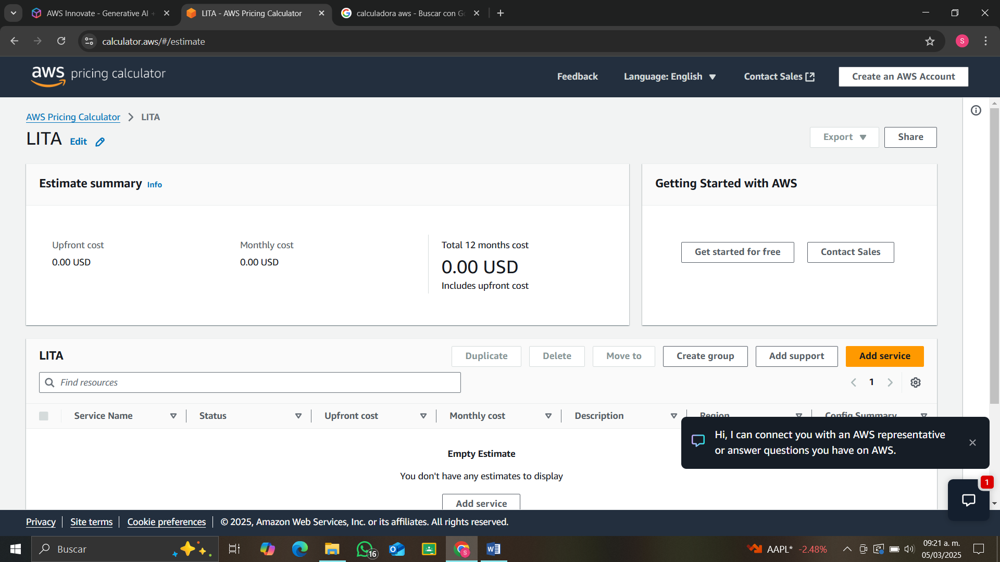 AWS Innovate - Generative AI +
LITA - AWS Pricing Calculator
calculadora aws - Buscar con Go
calculator.aws/#/estimate
S
aws pricing calculator
Feedback
Language: English
Contact Sales
Create an AWS Account
AWS Pricing Calculator
LITA
LITA
Edit
Export
Share
Estimate summary
Info
Getting Started with AWS
Upfront cost
0.00 USD
Monthly cost
0.00 USD
Total 12 months cost
0.00 USD
Includes upfront cost
Get started for free
Contact Sales
LITA
Duplicate
Delete
Move to
Create group
Add support
Add service
Find resources
1
Service Name
Status
Upfront cost
Monthly cost
Description
Region
Config Summary
Hi, I can connect you with an AWS representative
or answer questions you have on AWS.
Empty Estimate
You don't have any estimates to display
Add service
1
Privacy
Site terms
Cookie preferences
© 2025, Amazon Web Services, Inc. or its affiliates. All rights reserved.
Buscar
16
AAPL* -2.48%
09:21 a. m.
05/03/2025